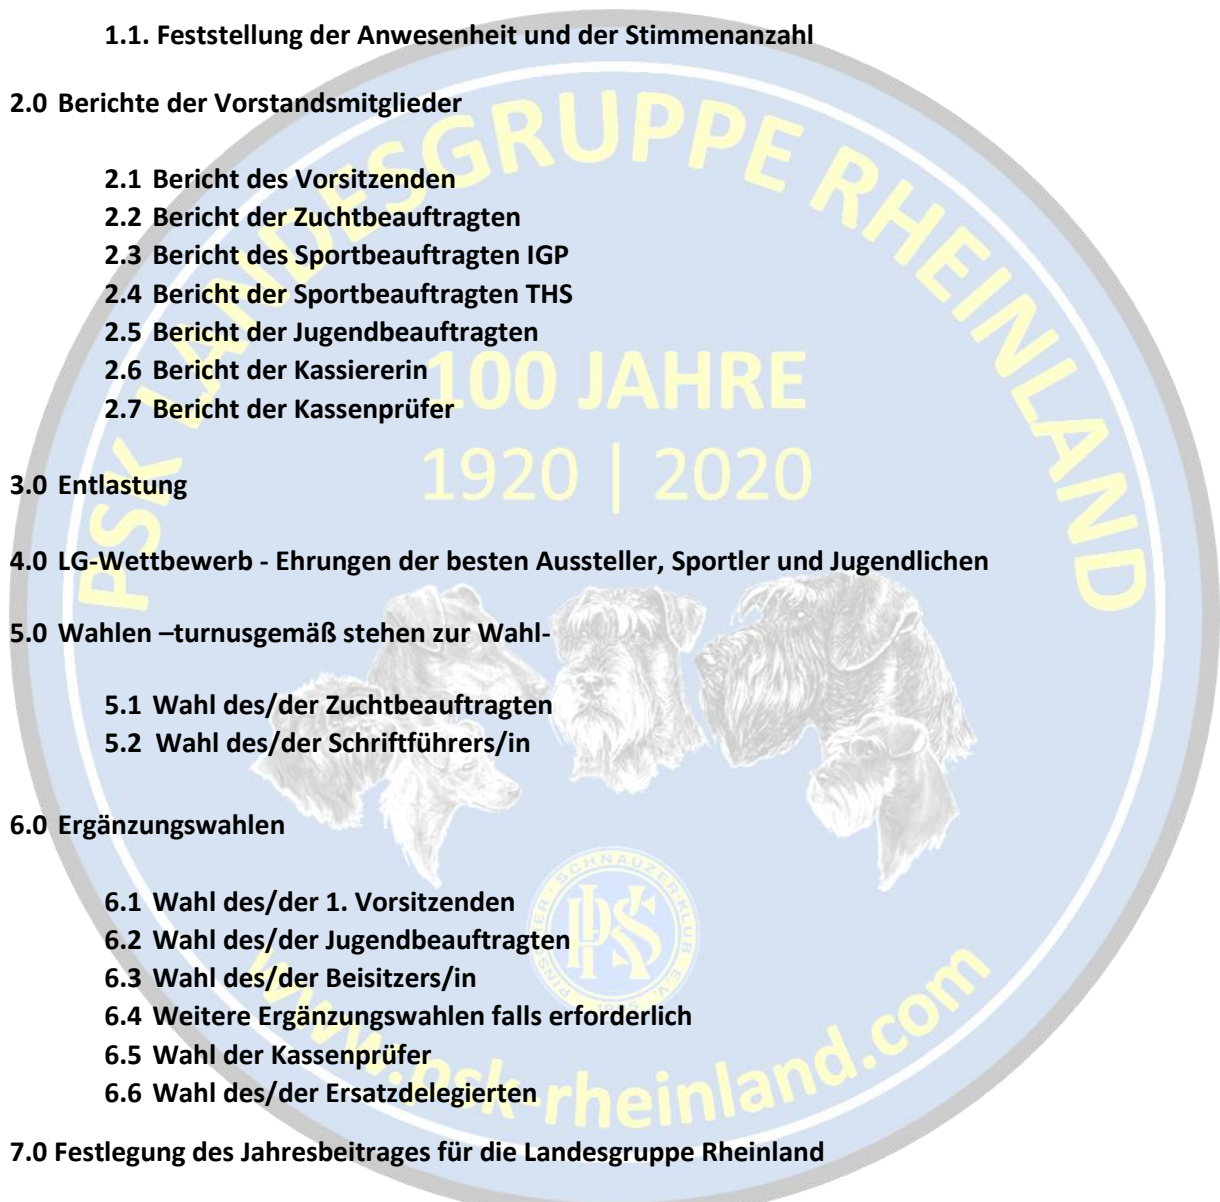 1.1. Feststellung der Anwesenheit und der Stimmenanzahl
2.0 Berichte der Vorstandsmitglieder
2.1 Bericht des Vorsitzenden
2.2 Bericht der Zuchtbeauftragten
2.3 Bericht des Sportbeauftragten IGP
2.4 Bericht der Sportbeauftragten THS
2.5 Bericht der Jugendbeauftragten
2.6 Bericht der Kassiererin
2.7 Bericht der Kassenprüfer
3.0 Entlastung
4.0 LG-Wettbewerb - Ehrungen der besten Aussteller, Sportler und Jugendlichen
5.0 Wahlen –turnusgemäß stehen zur Wahl-
5.1 Wahl des/der Zuchtbeauftragten
5.2 Wahl des/der Schriftführers/in
6.0 Ergänzungswahlen
6.1 Wahl des/der 1. Vorsitzenden
6.2 Wahl des/der Jugendbeauftragten
6.3 Wahl des/der Beisitzers/in
6.4 Weitere Ergänzungswahlen falls erforderlich
6.5 Wahl der Kassenprüfer
6.6 Wahl des/der Ersatzdelegierten
7.0 Festlegung des Jahresbeitrages für die Landesgruppe Rheinland
PSK LANDESGRUPPE RHEINLAND
100 JAHRE
1920 | 2020
PINSCHER-SCHNAUZER-KLUB E.V.
PSK
www.psk-rheinland.com